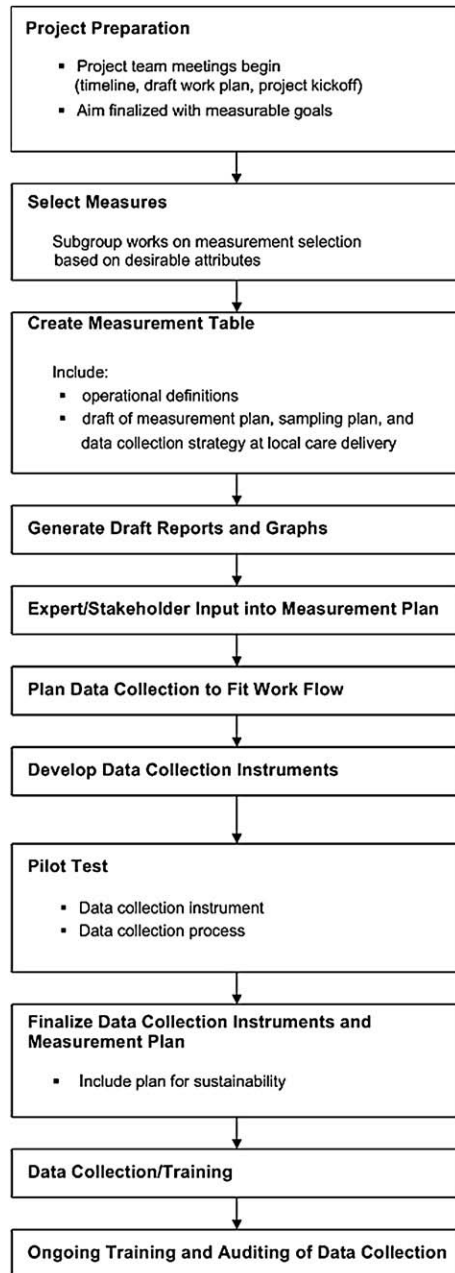 Project Preparation
▪ Project team meetings begin
(timeline, draft work plan, project kickoff)
▪ Aim finalized with measurable goals
Select Measures
Subgroup works on measurement selection
based on desirable attributes
Create Measurement Table
Include:
▪ operational definitions
▪ draft of measurement plan, sampling plan, and
data collection strategy at local care delivery
Generate Draft Reports and Graphs
Expert/Stakeholder Input into Measurement Plan
Plan Data Collection to Fit Work Flow
Develop Data Collection Instruments
Pilot Test
▪ Data collection instrument
▪ Data collection process
Finalize Data Collection Instruments and
Measurement Plan
▪ Include plan for sustainability
Data Collection/Training
Ongoing Training and Auditing of Data Collection